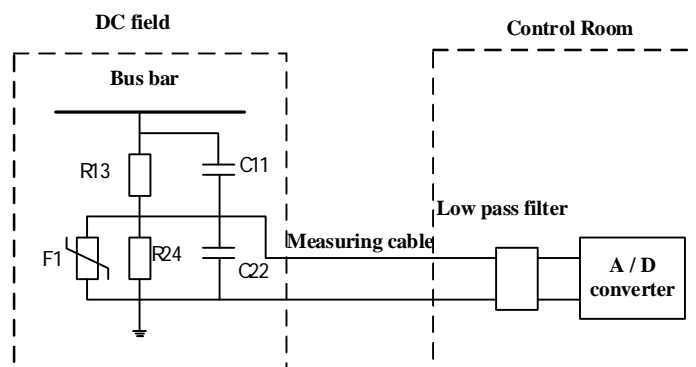 DC field
Control Room
Bus bar
R13
C11
Low pass filter
F1
R24
C22
Measuring cable
A / D
converter